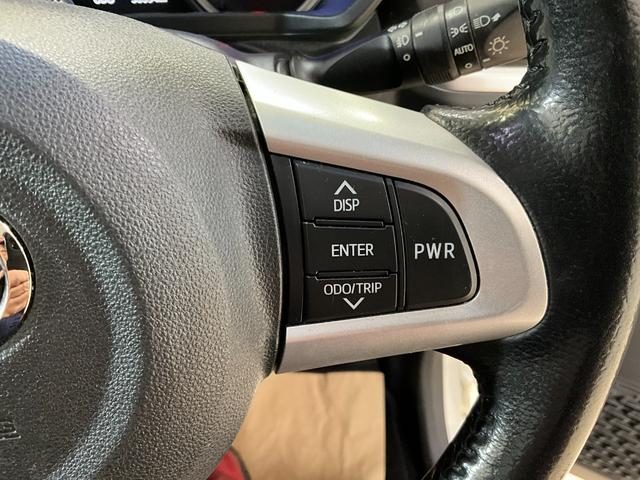 AUTO
DISP
ENTER
ODO/TRIP
PWR